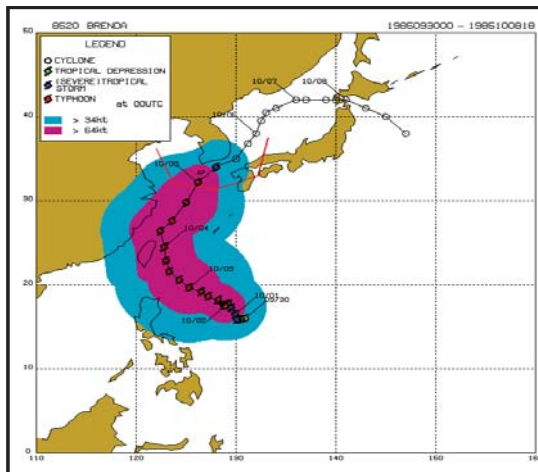 8520 BRENDA 1985093000 - 1985100818
LEGEND
CYCLONE
TROPICAL DEPRESSION
(SEVERE)TROPICAL
STORM
TYPHOON at 00UTC
> 34kt
> 64kt
10/07
10/08
10/06
10/05
10/04
10/03
10/01
09/30
10/02
50
40
30
20
10
0
110 120 130 140 150 160